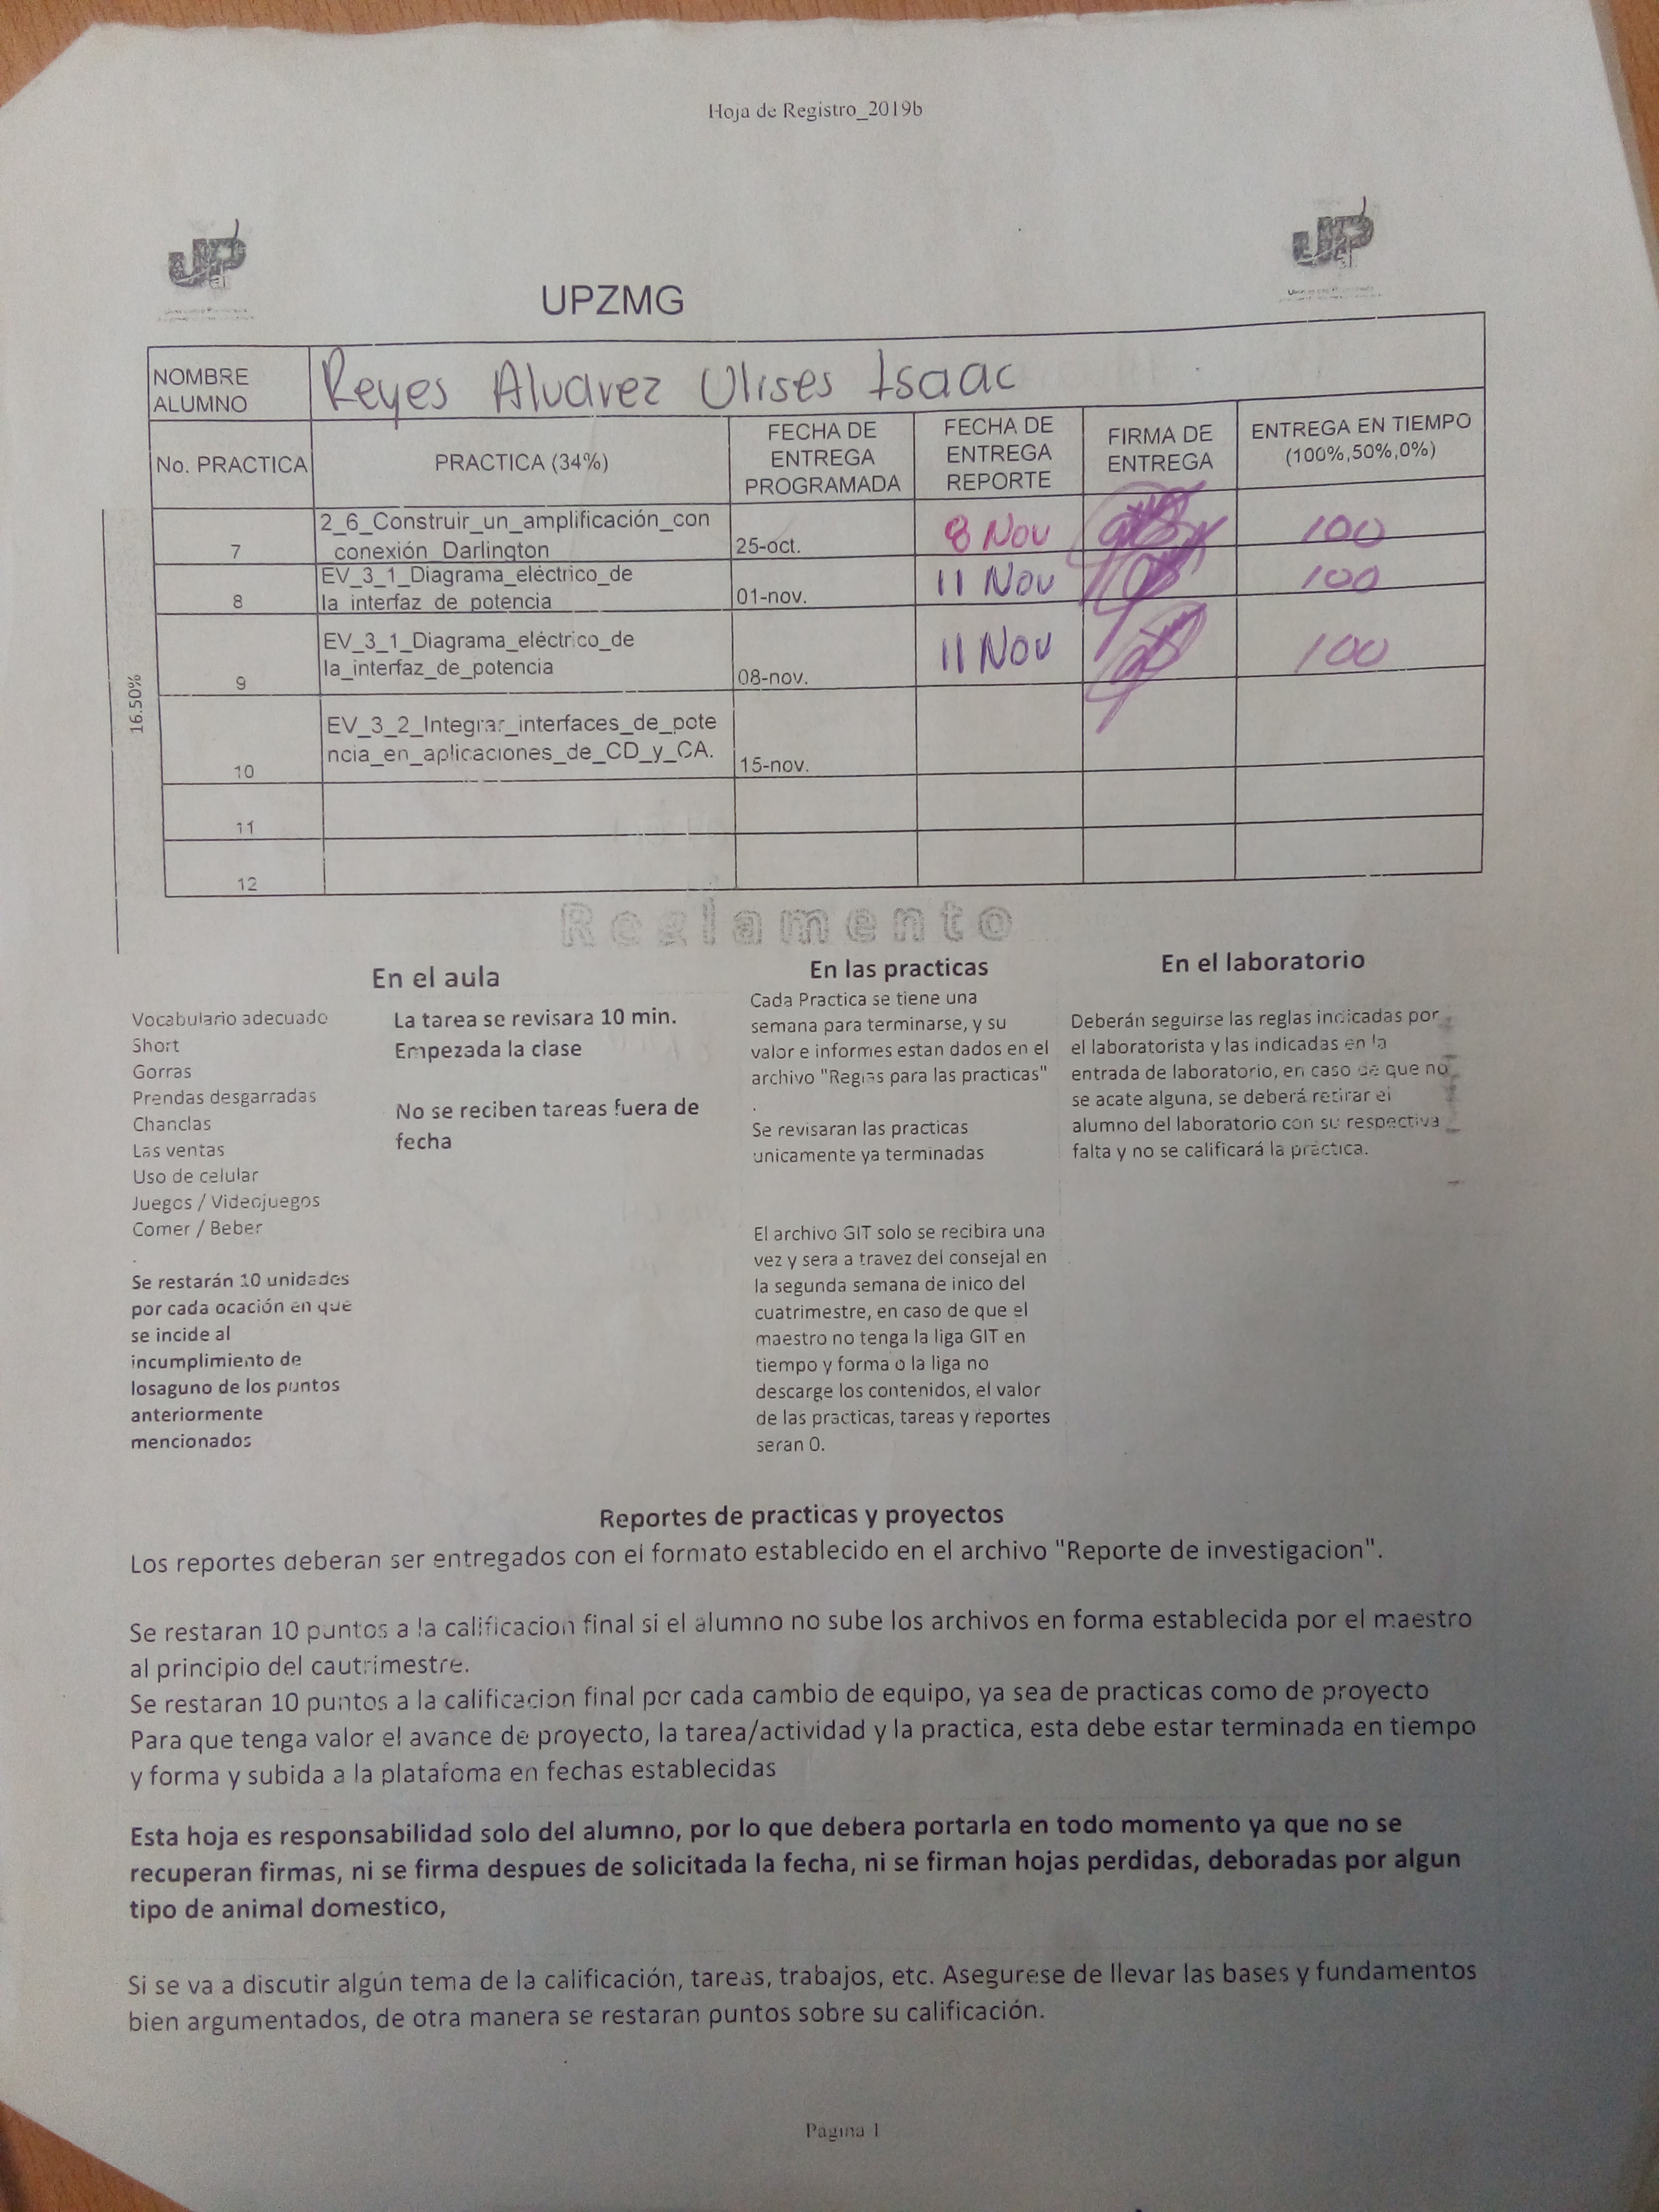 Hoja de Registro_2019b
UPZMG
NOMBRE
ALUMNO
Reyes Alvarez Ulises Isaac
No. PRACTICA
PRACTICA (34%)
FECHA DE
ENTREGA
PROGRAMADA
FECHA DE
ENTREGA
REPORTE
FIRMA DE
ENTREGA
ENTREGA EN TIEMPO
(100%,50%,0%)
16.50%
7
2_6_Construir_un_amplificación_con
_conexión_Darlington
25-oct.
8 Nov
100
8
EV_3_1_Diagrama_eléctrico_de
la_interfaz_de_potencia
01-nov.
11 Nov
100
9
EV_3_1_Diagrama_eléctrico_de
la_interfaz_de_potencia
08-nov.
11 Nov
100
10
EV_3_2_Integrar_interfaces_de_pote
ncia_en_aplicaciones_de_CD_y_CA.
15-nov.
11
12
Reglamento
En el aula
Vocabulario adecuado
Short
Gorras
Prendas desgarradas
Chanclas
Las ventas
Uso de celular
Juegos / Videojuegos
Comer / Beber
.
Se restarán 10 unidades
por cada ocación en que
se incide al
incumplimiento de
losaguno de los puntos
anteriormente
mencionados
La tarea se revisara 10 min.
Empezada la clase
No se reciben tareas fuera de
fecha
En las practicas
Cada Practica se tiene una
semana para terminarse, y su
valor e informes estan dados en el
archivo "Reglas para las practicas"
.
Se revisaran las practicas
unicamente ya terminadas
El archivo GIT solo se recibira una
vez y sera a travez del consejal en
la segunda semana de inico del
cuatrimestre, en caso de que el
maestro no tenga la liga GIT en
tiempo y forma o la liga no
descarge los contenidos, el valor
de las practicas, tareas y reportes
seran 0.
En el laboratorio
Deberán seguirse las reglas indicadas por
el laboratorista y las indicadas en la
entrada de laboratorio, en caso de que no
se acate alguna, se deberá retirar el
alumno del laboratorio con su respectiva
falta y no se calificará la práctica.
Reportes de practicas y proyectos
Los reportes deberan ser entregados con el formato establecido en el archivo "Reporte de investigacion".
Se restaran 10 puntos a la calificacion final si el alumno no sube los archivos en forma establecida por el maestro
al principio del cautrimestre.
Se restaran 10 puntos a la calificacion final por cada cambio de equipo, ya sea de practicas como de proyecto
Para que tenga valor el avance de proyecto, la tarea/actividad y la practica, esta debe estar terminada en tiempo
y forma y subida a la platafoma en fechas establecidas
Esta hoja es responsabilidad solo del alumno, por lo que debera portarla en todo momento ya que no se
recuperan firmas, ni se firma despues de solicitada la fecha, ni se firman hojas perdidas, deboradas por algun
tipo de animal domestico,
Si se va a discutir algún tema de la calificación, tareas, trabajos, etc. Asegurese de llevar las bases y fundamentos
bien argumentados, de otra manera se restaran puntos sobre su calificación.
Página 1